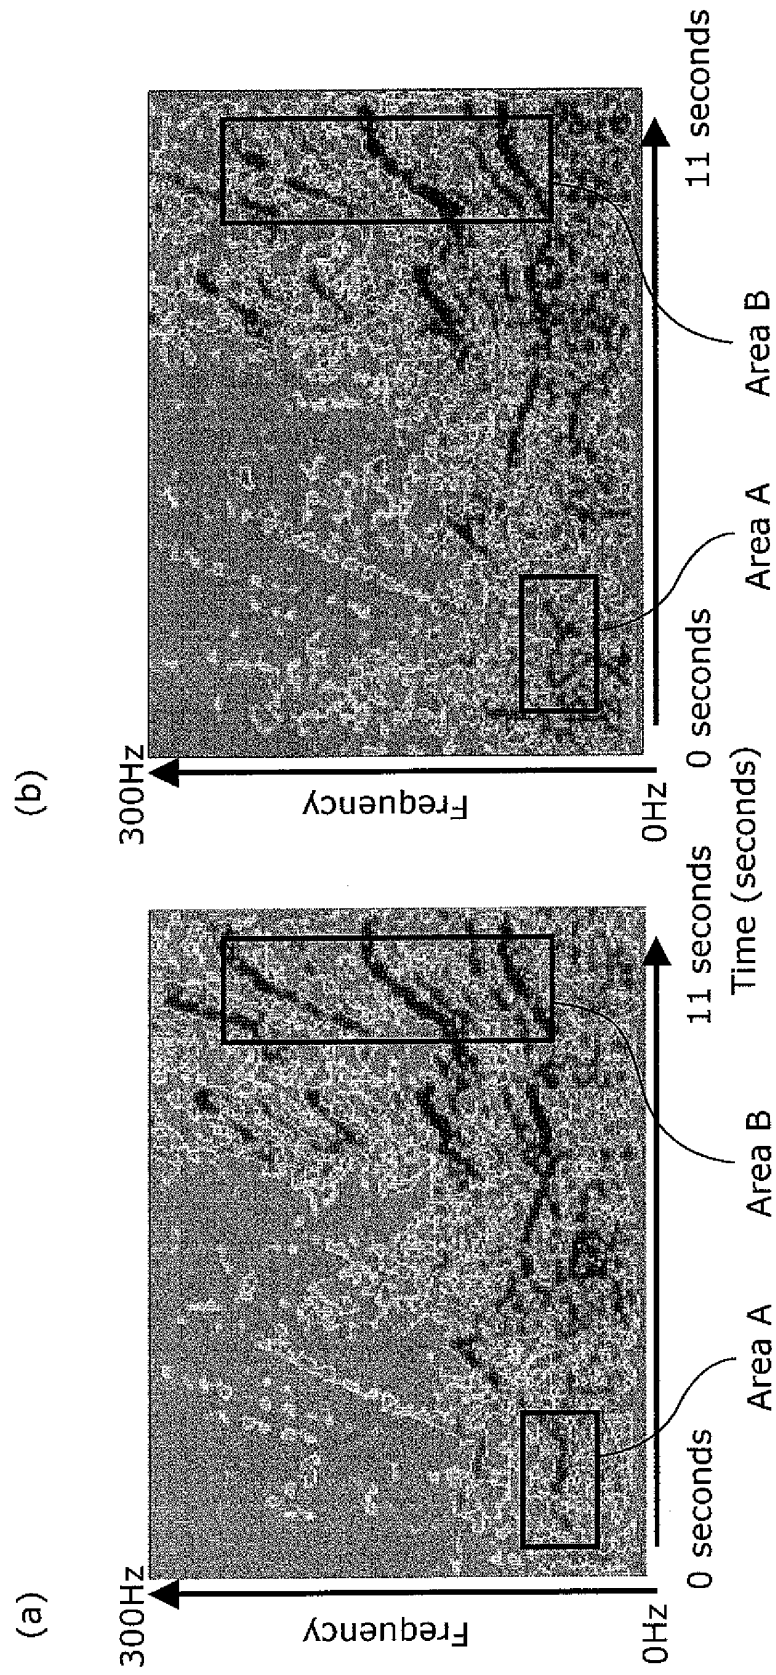 (a)
300Hz
Frequency
0Hz
0 seconds
11 seconds
Area A
Area B
Time (seconds)
(b)
300Hz
Frequency
0Hz
0 seconds
11 seconds
Area A
Area B